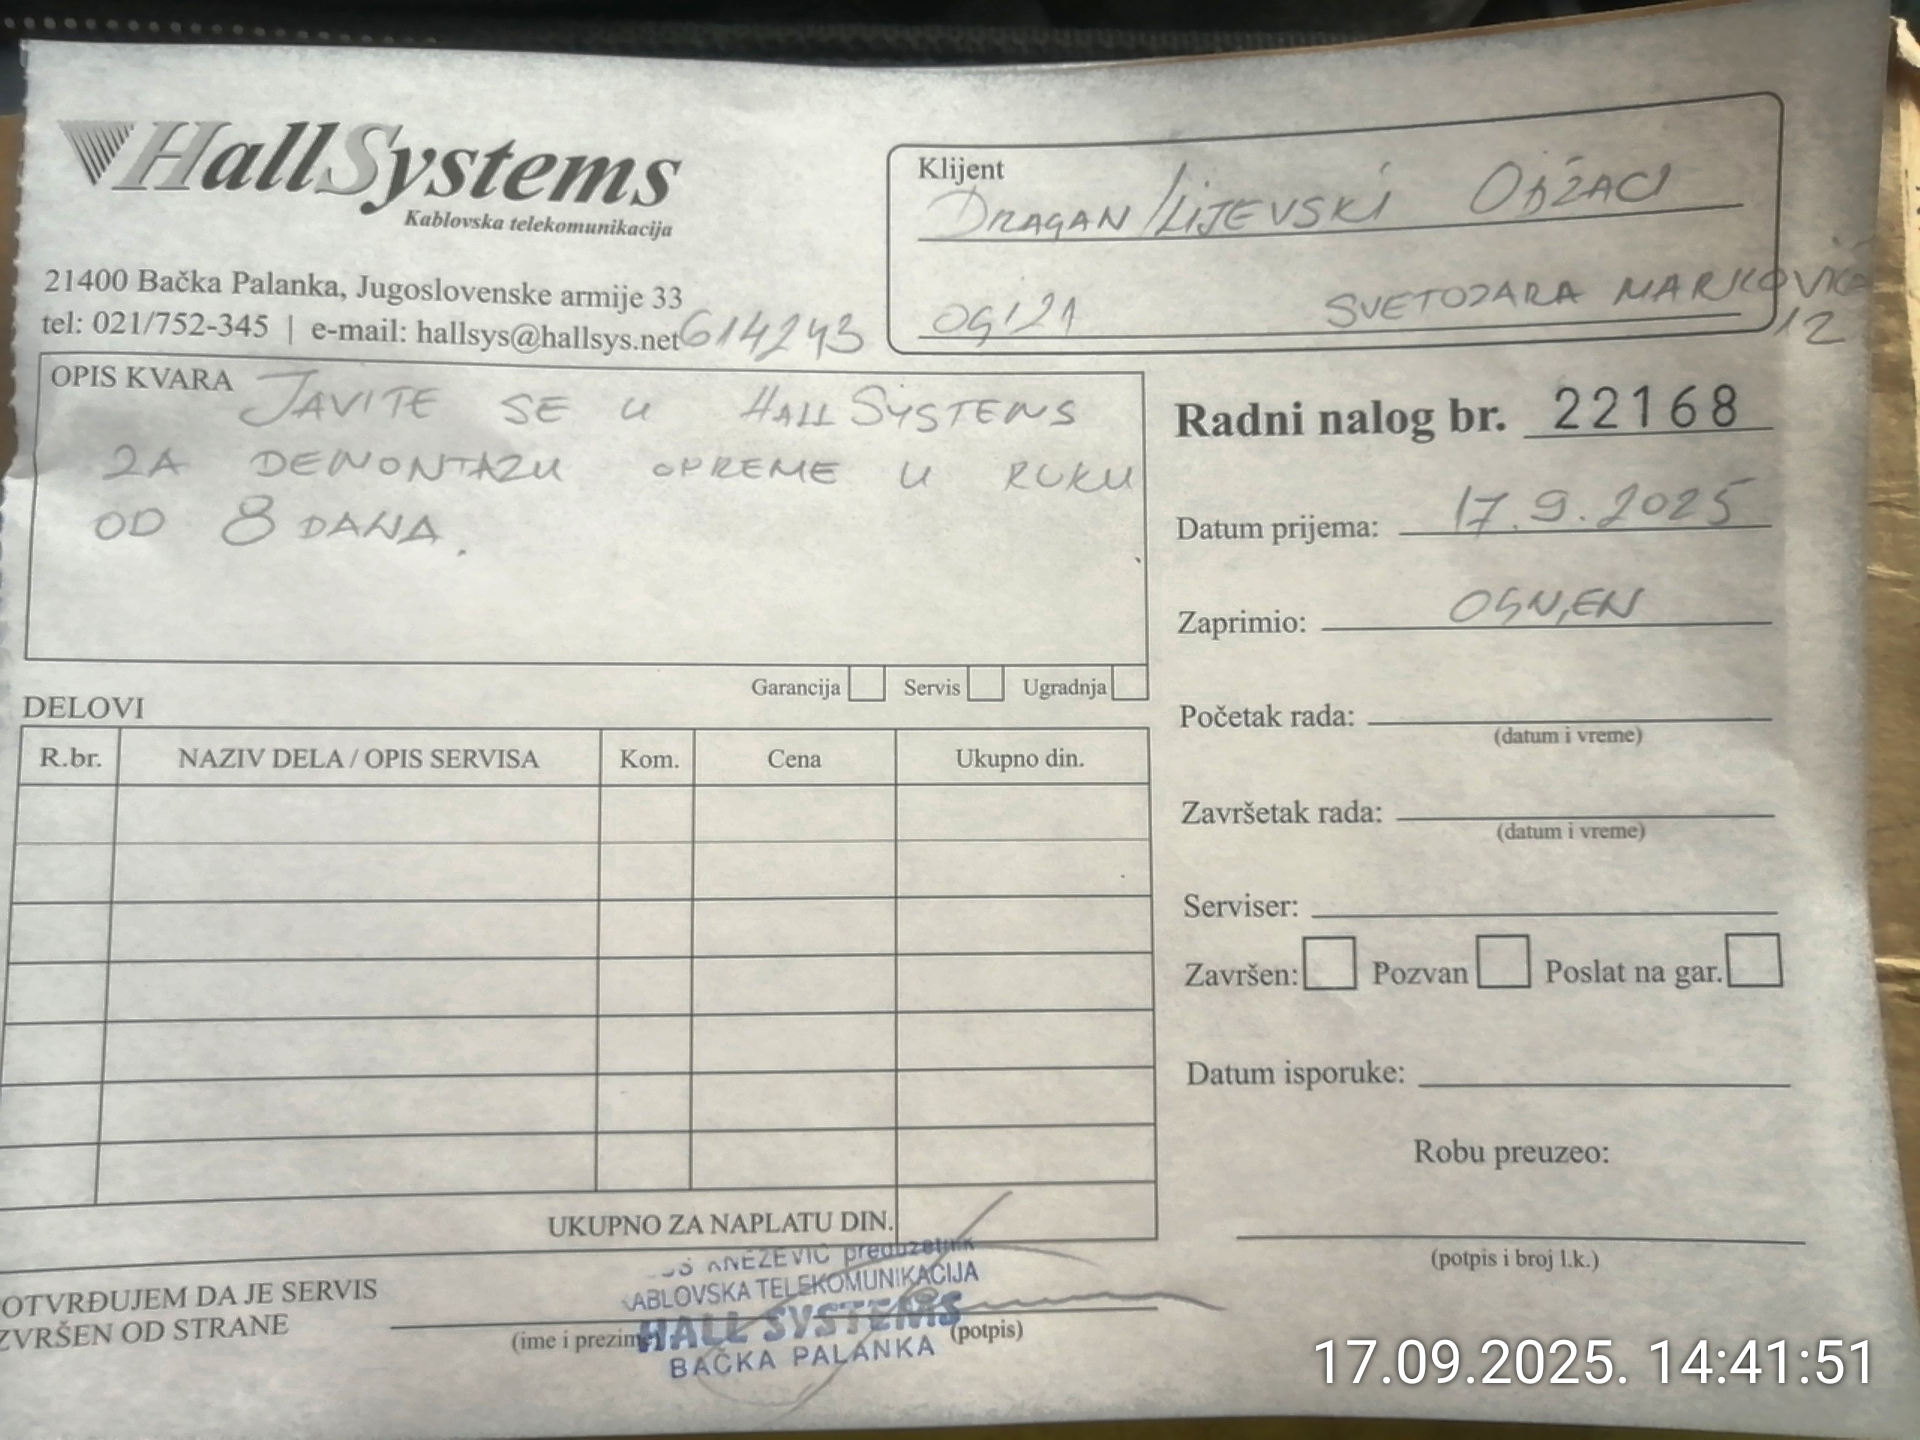 HallSystems
Kablovska telekomunikacija
21400 Bačka Palanka, Jugoslovenske armije 33
tel: 021/752-345 | e-mail: hallsys@hallsys.net 614243
Klijent
DRAGAN ODŽACI
SVETOZARA MARKOVIĆA
12
OPIS KVARA
JAVITE SE U HALL SYSTEMS
ZA DEMONTAZU OPREME U ROKU
OD 8 DANA.
Garancija Servis Ugradnja
Radni nalog br. 22168
Datum prijema: 17.9.2025
Zaprimio: OGNJEN
Početak rada:
(datum i vreme)
Završetak rada:
(datum i vreme)
Serviser:
Završen: Pozvan Poslat na gar.
Datum isporuke:
Robu preuzeo:
(potpis i broj l.k.)
DELOVI
R.br. NAZIV DELA / OPIS SERVISA Kom. Cena Ukupno din.
UKUPNO ZA NAPLATU DIN.
OTVRĐUJEM DA JE SERVIS
ZVRŠEN OD STRANE
(ime i prezime) (potpis)
KNEŽEVIĆ preduzetnik
ABLOVSKA TELEKOMUNIKACIJA
HALL SYSTEMS
BAČKA PALANKA
17.09.2025. 14:41:51